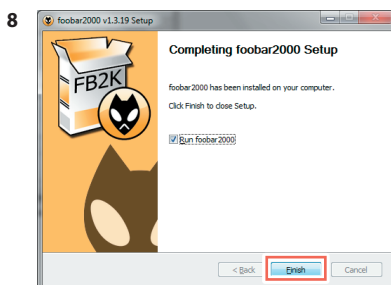 8
foobar2000 v1.3.19 Setup
Completing foobar2000 Setup
FB2K
foobar2000 has been installed on your computer.
Click Finish to close Setup.
Run foobar2000
< Back
Finish
Cancel